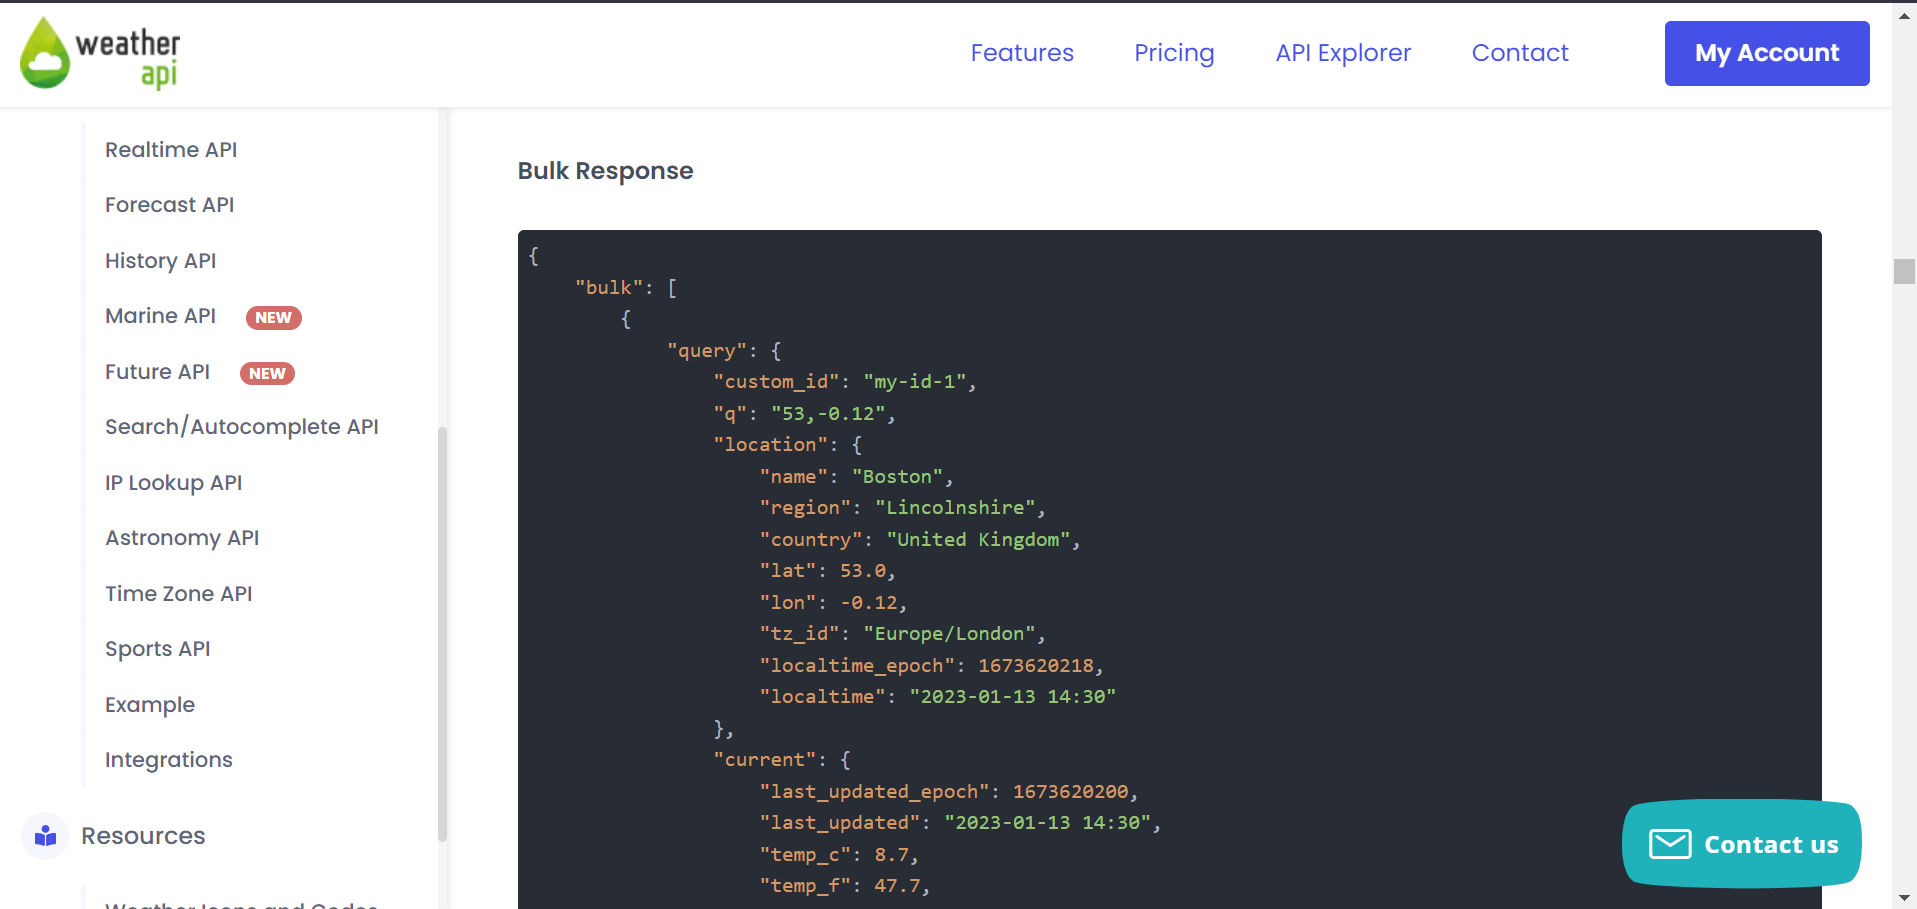 weather
api
Features
Pricing
API Explorer
Contact
My Account
Realtime API
Forecast API
History API
Marine API NEW
Future API NEW
Search/Autocomplete API
IP Lookup API
Astronomy API
Time Zone API
Sports API
Example
Integrations
Resources
Weather Icons and Codes
Bulk Response
{
"bulk": [
{
"query": {
"custom_id": "my-id-1",
"q": "53,-0.12",
"location": {
"name": "Boston",
"region": "Lincolnshire",
"country": "United Kingdom",
"lat": 53.0,
"lon": -0.12,
"tz_id": "Europe/London",
"localtime_epoch": 1673620218,
"localtime": "2023-01-13 14:30"
},
"current": {
"last_updated_epoch": 1673620200,
"last_updated": "2023-01-13 14:30",
"temp_c": 8.7,
"temp_f": 47.7,
Contact us